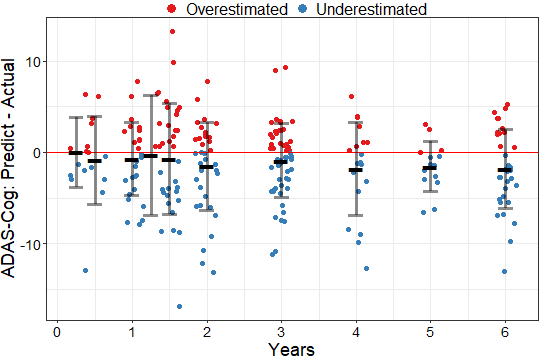 Overestimated Underestimated
ADAS-Cog: Predict - Actual
10
0
-10
0 1 2 3 4 5 6
Years